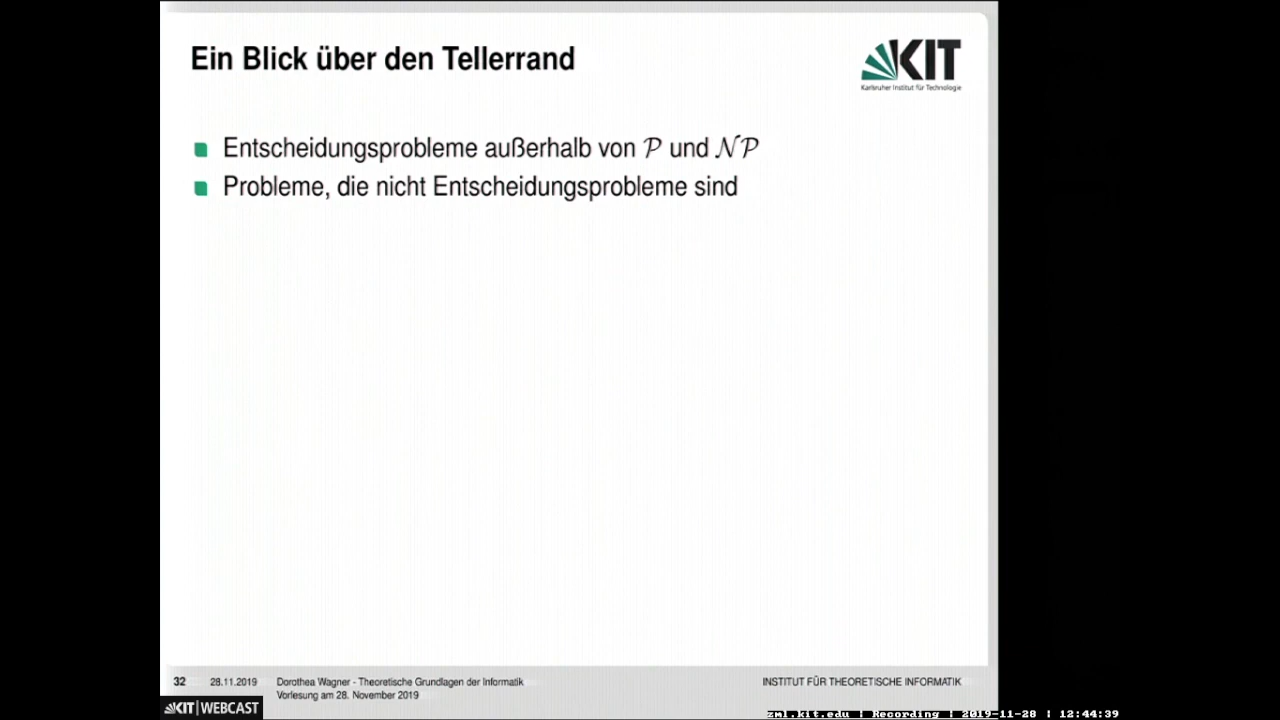 Ein Blick über den Tellerrand
KIT
Karlsruher Institut für Technologie
Entscheidungsprobleme außerhalb von 𝒫 und 𝒩𝒫
Probleme, die nicht Entscheidungsprobleme sind
32 28.11.2019 Dorothea Wagner - Theoretische Grundlagen der Informatik
Vorlesung am 28. November 2019
INSTITUT FÜR THEORETISCHE INFORMATIK
KIT | WEBCAST
zml.kit.edu | Recording | 2019-11-28 | 12:44:39